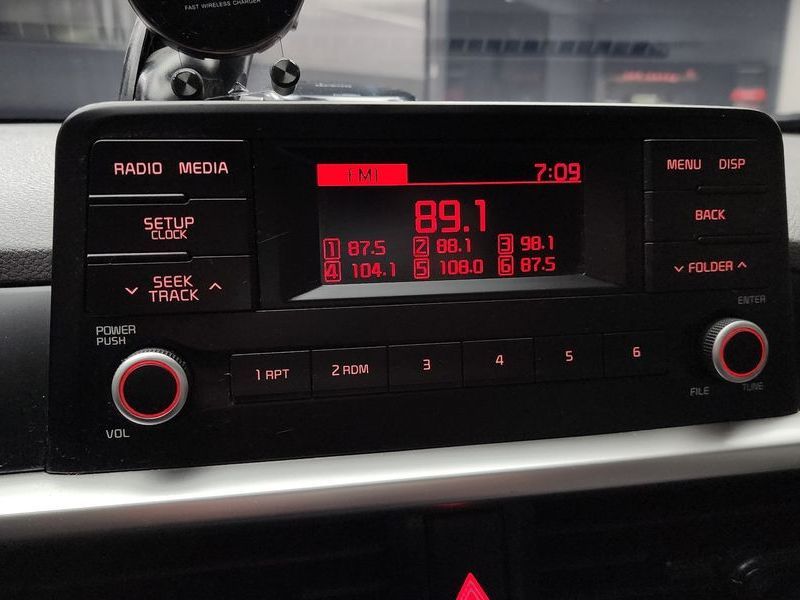 FAST WIRELESS CHARGER
RADIO MEDIA
SETUP
CLOCK
SEEK
TRACK
POWER
PUSH
VOL
FM1 7:09
89.1
1 87.5 2 88.1 3 98.1
4 104.1 5 108.0 6 87.5
MENU DISP
BACK
FOLDER
ENTER
FILE TUNE
1 RPT 2 RDM 3 4 5 6